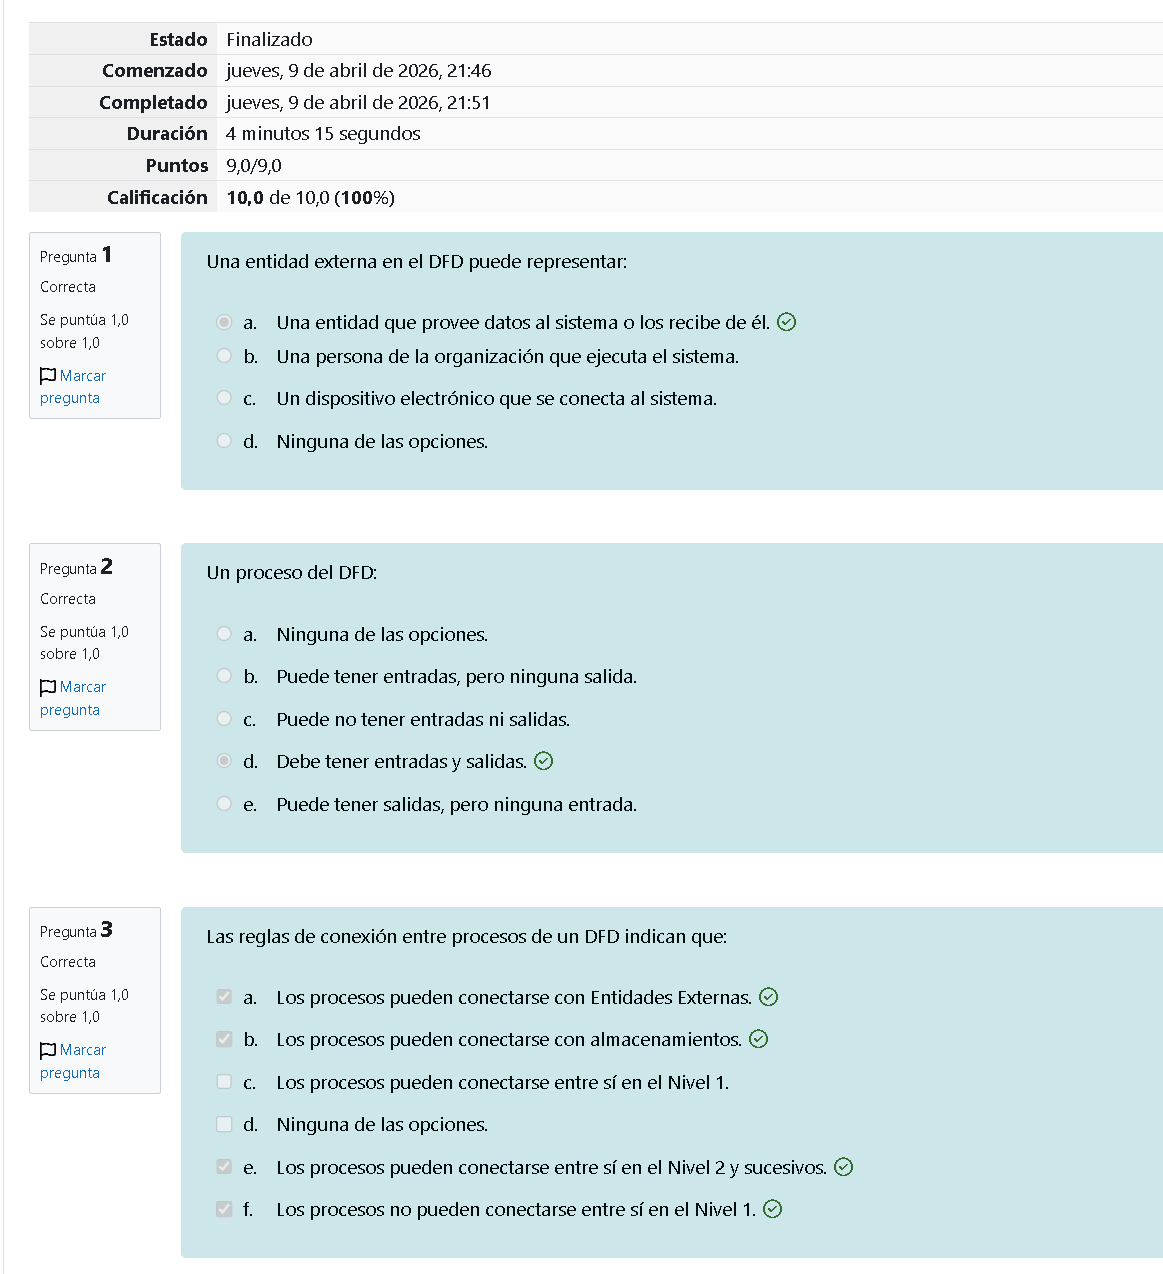 Estado Finalizado
Comenzado jueves, 9 de abril de 2026, 21:46
Completado jueves, 9 de abril de 2026, 21:51
Duración 4 minutos 15 segundos
Puntos 9,0/9,0
Calificación 10,0 de 10,0 (100%)
Pregunta 1
Correcta
Se puntúa 1,0
sobre 1,0
Marcar
pregunta
Una entidad externa en el DFD puede representar:
a. Una entidad que provee datos al sistema o los recibe de él.
b. Una persona de la organización que ejecuta el sistema.
c. Un dispositivo electrónico que se conecta al sistema.
d. Ninguna de las opciones.
Pregunta 2
Correcta
Se puntúa 1,0
sobre 1,0
Marcar
pregunta
Un proceso del DFD:
a. Ninguna de las opciones.
b. Puede tener entradas, pero ninguna salida.
c. Puede no tener entradas ni salidas.
d. Debe tener entradas y salidas.
e. Puede tener salidas, pero ninguna entrada.
Pregunta 3
Correcta
Se puntúa 1,0
sobre 1,0
Marcar
pregunta
Las reglas de conexión entre procesos de un DFD indican que:
a. Los procesos pueden conectarse con Entidades Externas.
b. Los procesos pueden conectarse con almacenamientos.
c. Los procesos pueden conectarse entre sí en el Nivel 1.
d. Ninguna de las opciones.
e. Los procesos pueden conectarse entre sí en el Nivel 2 y sucesivos.
f. Los procesos no pueden conectarse entre sí en el Nivel 1.